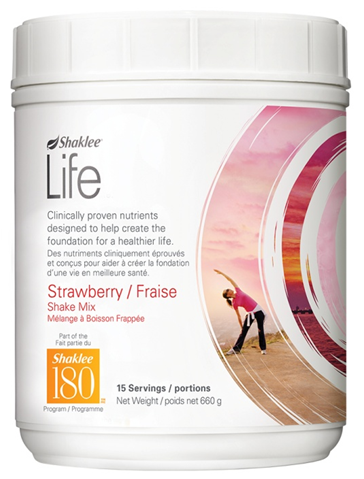 Shaklee
Life
Clinically proven nutrients
designed to help create the
foundation for a healthier life.
Des nutriments cliniquement éprouvés
et conçus pour aider à créer la fondation
d'une vie en meilleure santé.
Strawberry / Fraise
Shake Mix
Mélange à Boisson Frappée
Part of the
Fait partie du
Shaklee
180
Program / Programme
15 Servings / portions
Net Weight / poids net 660 g